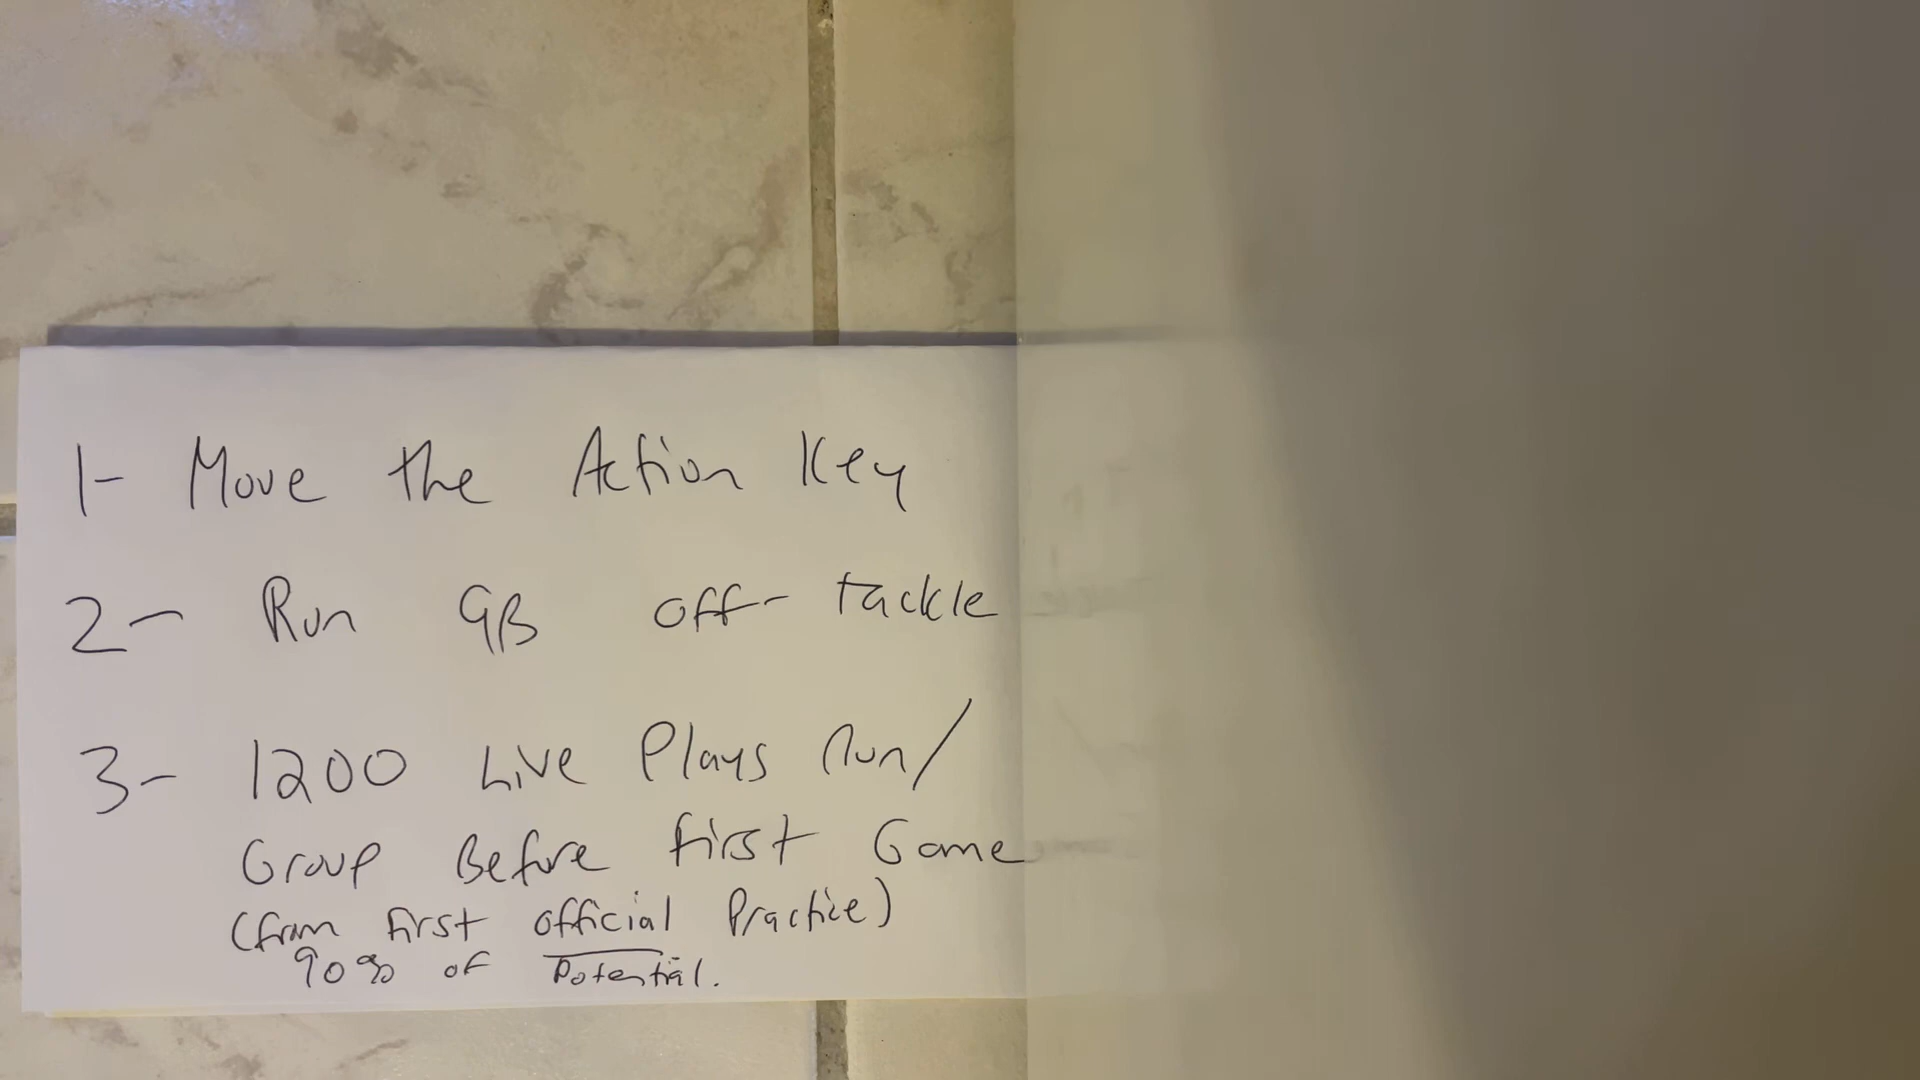 1- Move the Action Key
2- Run QB off-tackle
3- 1200 Live Plays Run/
Group Before first Game
(from first official Practice)
90% of Potential.